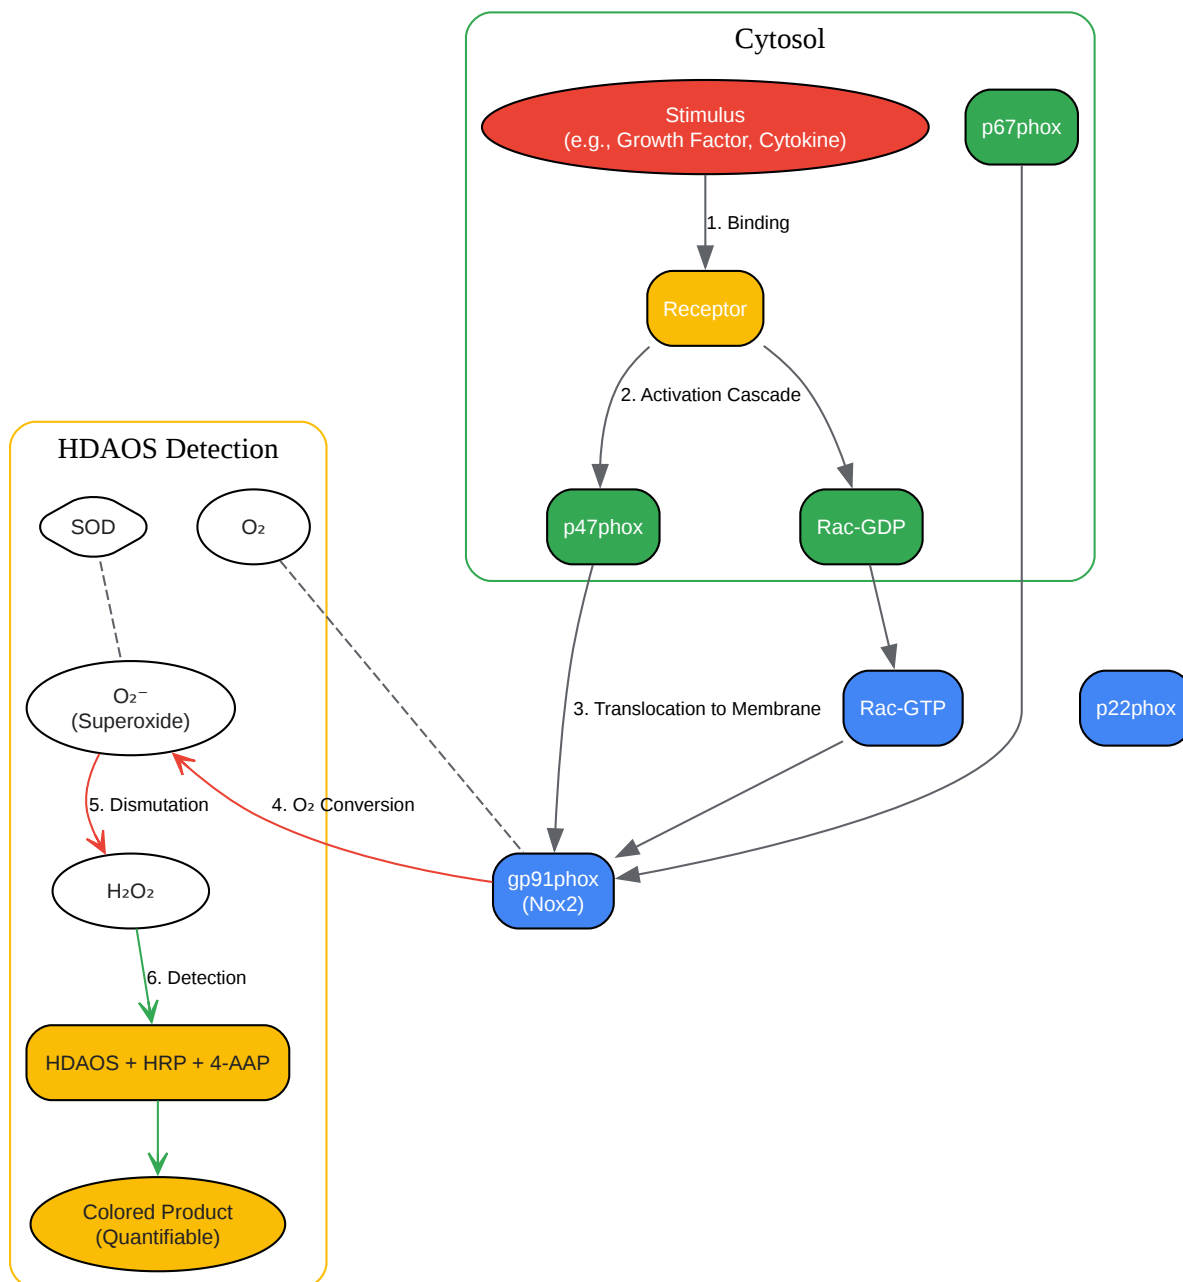 Cytosol
Stimulus
(e.g., Growth Factor, Cytokine)
p67phox
1. Binding
Receptor
2. Activation Cascade
HDAOS Detection
SOD
O₂
p47phox
Rac-GDP
O₂⁻
(Superoxide)
3. Translocation to Membrane
Rac-GTP
p22phox
5. Dismutation
4. O₂ Conversion
H₂O₂
gp91phox
(Nox2)
6. Detection
HDAOS + HRP + 4-AAP
Colored Product
(Quantifiable)